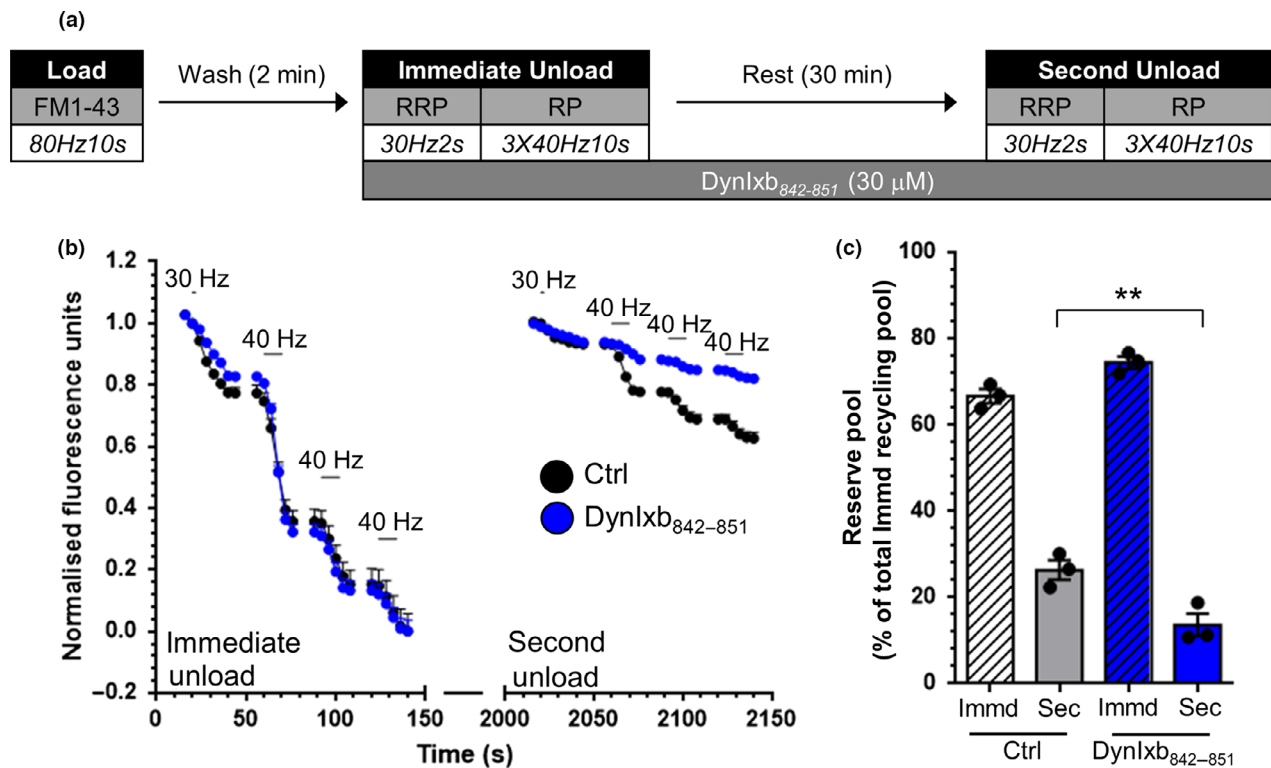 (a)
Load
FM1-43
80Hz10s
Wash (2 min)
Immediate Unload
RRP RP
30Hz2s 3X40Hz10s
Rest (30 min)
Second Unload
RRP RP
30Hz2s 3X40Hz10s
DynIxb842-851 (30 μM)
(b)
Normalised fluorescence units
1.2
1.0
0.8
0.6
0.4
0.2
0.0
–0.2
30 Hz
40 Hz
40 Hz
40 Hz
Immediate
unload
30 Hz
40 Hz
40 Hz
40 Hz
Ctrl
DynIxb842–851
Second
unload
0 50 100 150 2000 2050 2100 2150
Time (s)
(c)
Reserve pool
(% of total Immd recycling pool)
100
80
60
40
20
0
**
Immd Sec Immd Sec
Ctrl DynIxb842–851